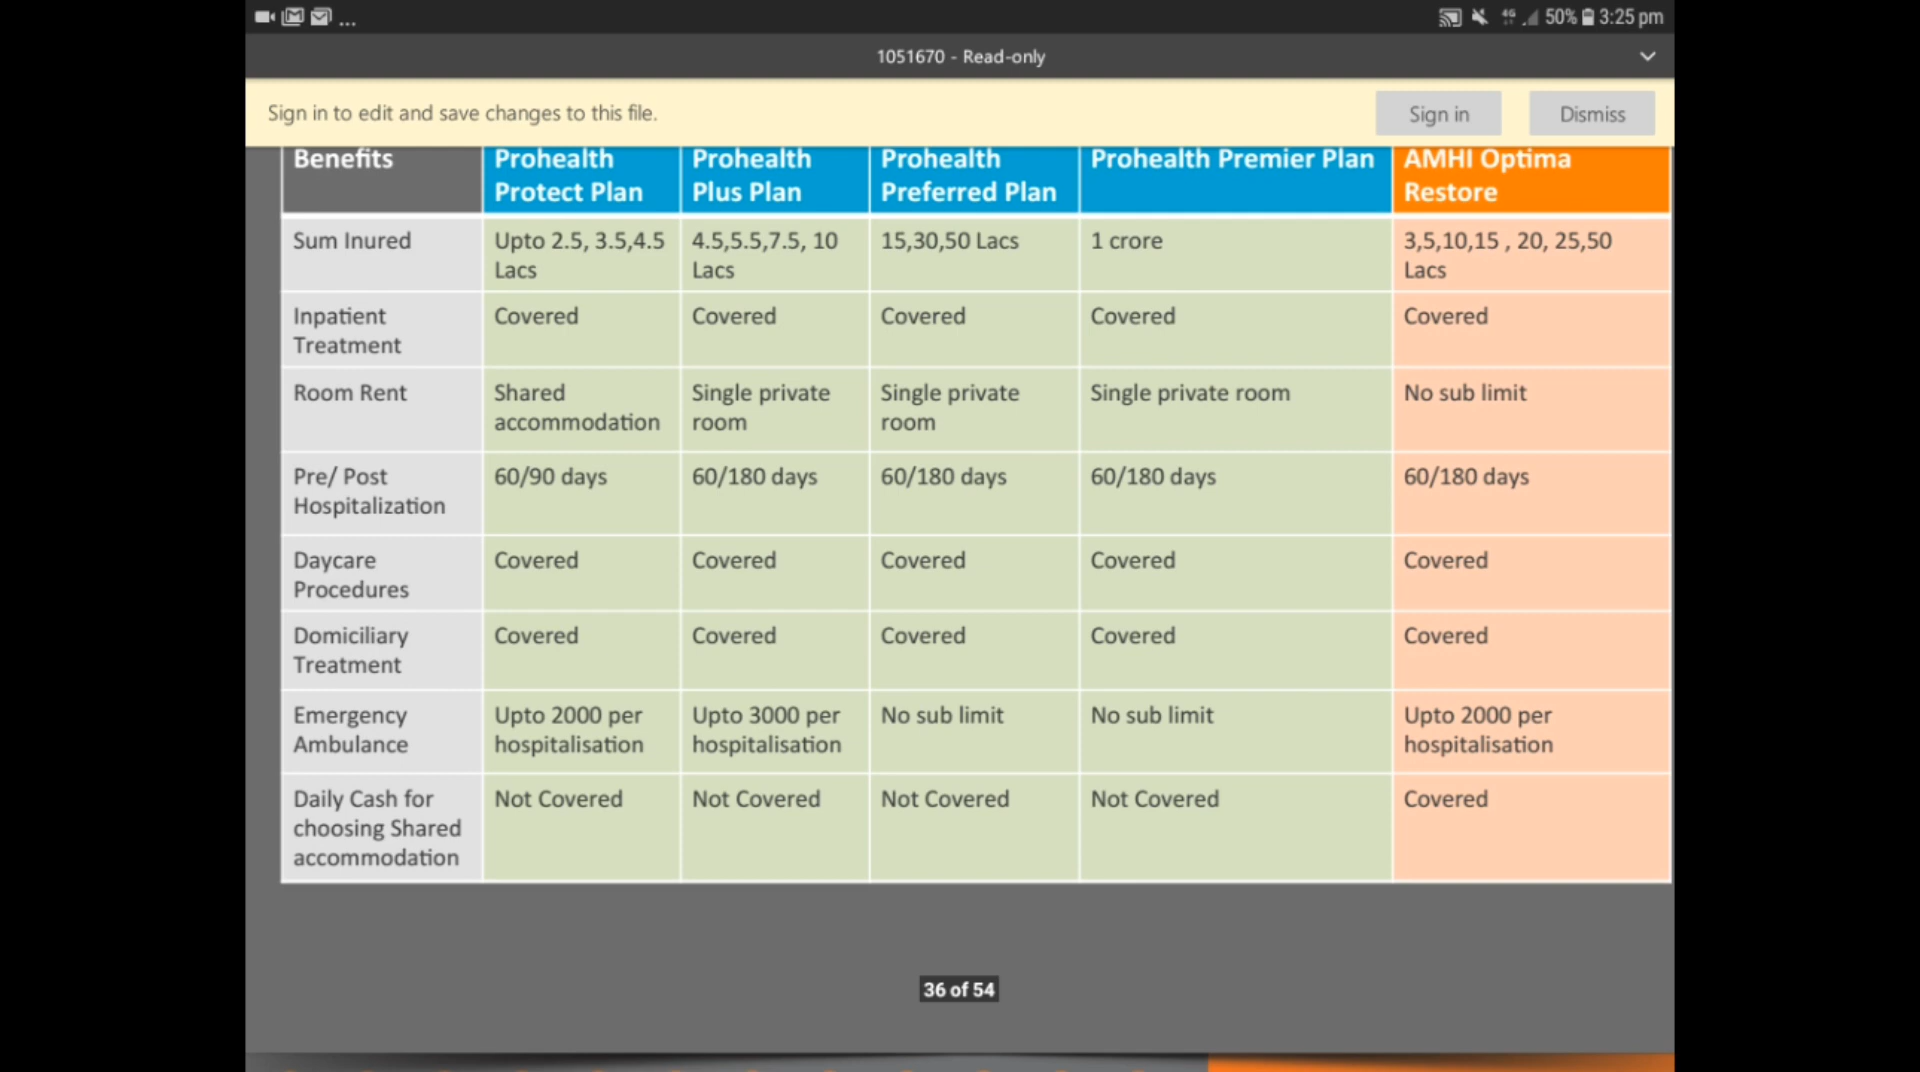 ... 50% 3:25 pm
1051670 - Read-only
Sign in to edit and save changes to this file.
Sign in
Dismiss
Benefits
Prohealth
Protect Plan
Prohealth
Plus Plan
Prohealth
Preferred Plan
Prohealth Premier Plan
AMHI Optima
Restore
Sum Inured
Upto 2.5, 3.5,4.5
Lacs
4.5,5.5,7.5, 10
Lacs
15,30,50 Lacs
1 crore
3,5,10,15 , 20, 25,50
Lacs
Inpatient
Treatment
Covered
Covered
Covered
Covered
Covered
Room Rent
Shared
accommodation
Single private
room
Single private
room
Single private room
No sub limit
Pre/ Post
Hospitalization
60/90 days
60/180 days
60/180 days
60/180 days
60/180 days
Daycare
Procedures
Covered
Covered
Covered
Covered
Covered
Domiciliary
Treatment
Covered
Covered
Covered
Covered
Covered
Emergency
Ambulance
Upto 2000 per
hospitalisation
Upto 3000 per
hospitalisation
No sub limit
No sub limit
Upto 2000 per
hospitalisation
Daily Cash for
choosing Shared
accommodation
Not Covered
Not Covered
Not Covered
Not Covered
Covered
36 of 54